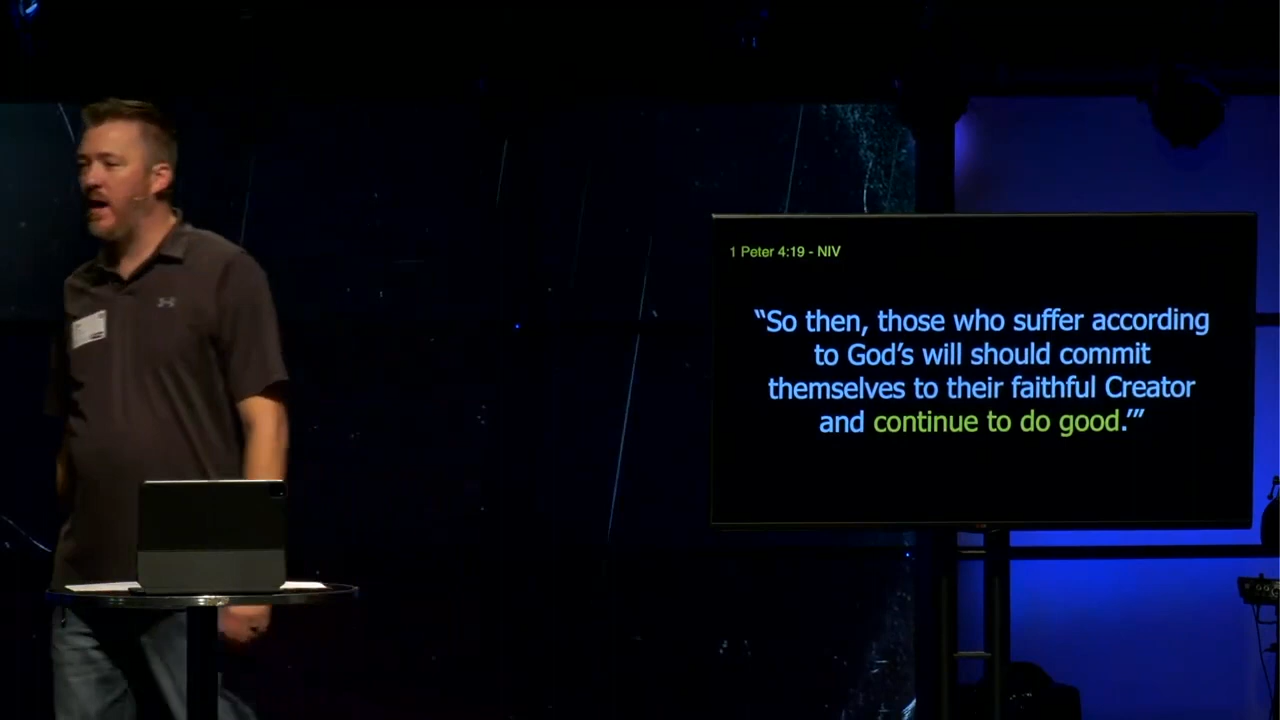 1 Peter 4:19 - NIV
“So then, those who suffer according
to God’s will should commit
themselves to their faithful Creator
and continue to do good.’”